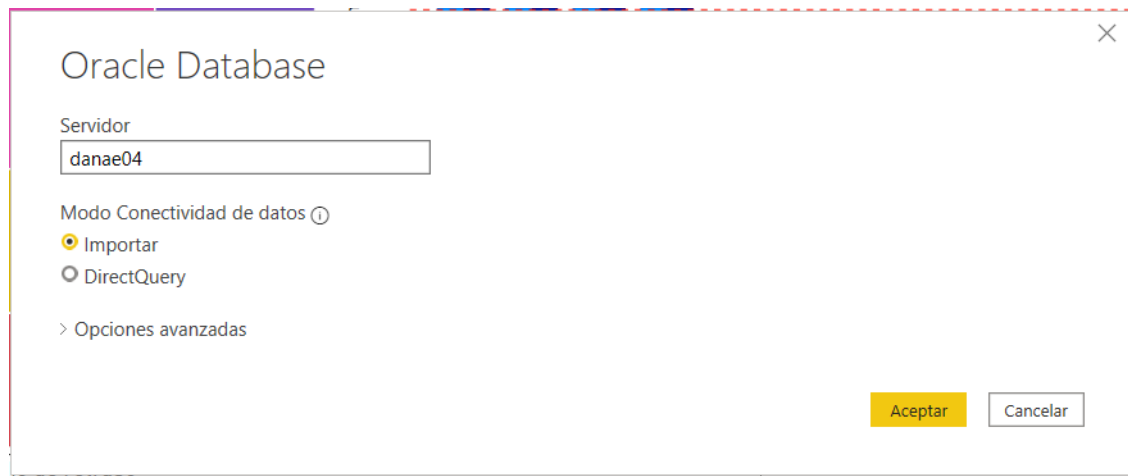 Oracle Database
Servidor
danae04
Modo Conectividad de datos
Importar
DirectQuery
> Opciones avanzadas
Aceptar Cancelar